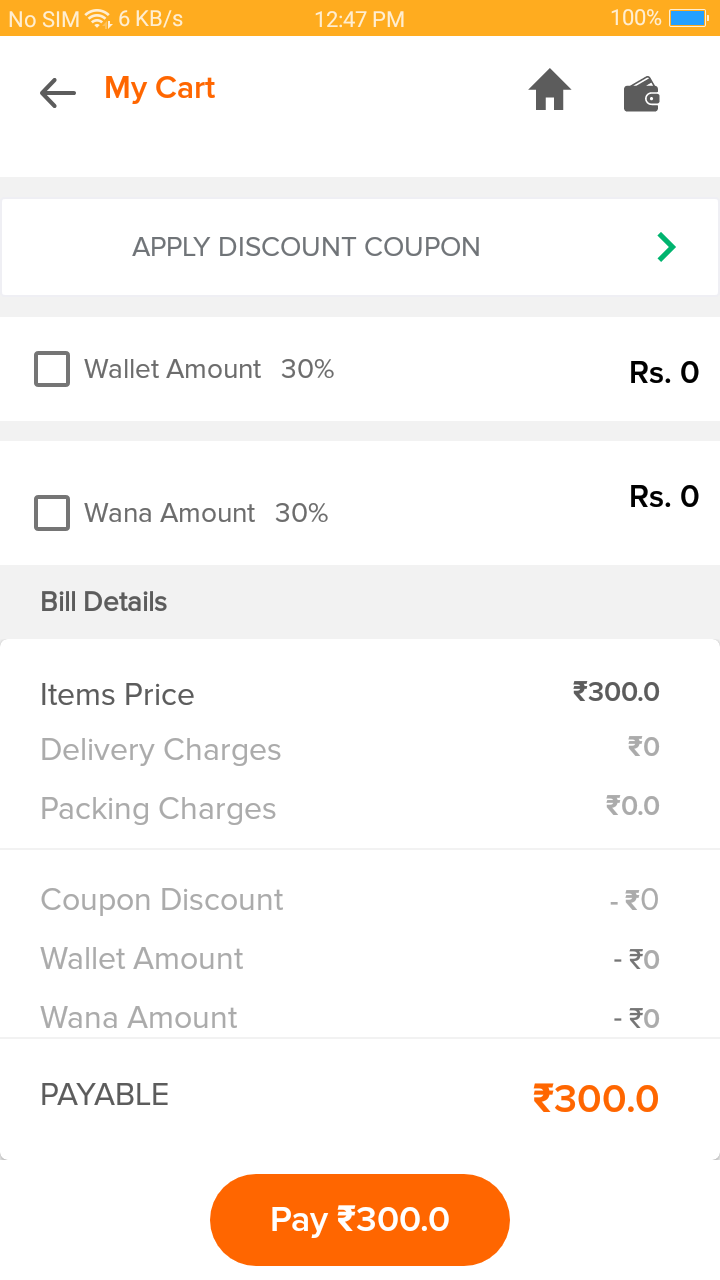 No SIM 6 KB/s 12:47 PM 100%
My Cart
APPLY DISCOUNT COUPON
Wallet Amount 30% Rs. 0
Wana Amount 30% Rs. 0
Bill Details
Items Price ₹300.0
Delivery Charges ₹0
Packing Charges ₹0.0
Coupon Discount - ₹0
Wallet Amount - ₹0
Wana Amount - ₹0
PAYABLE ₹300.0
Pay ₹300.0